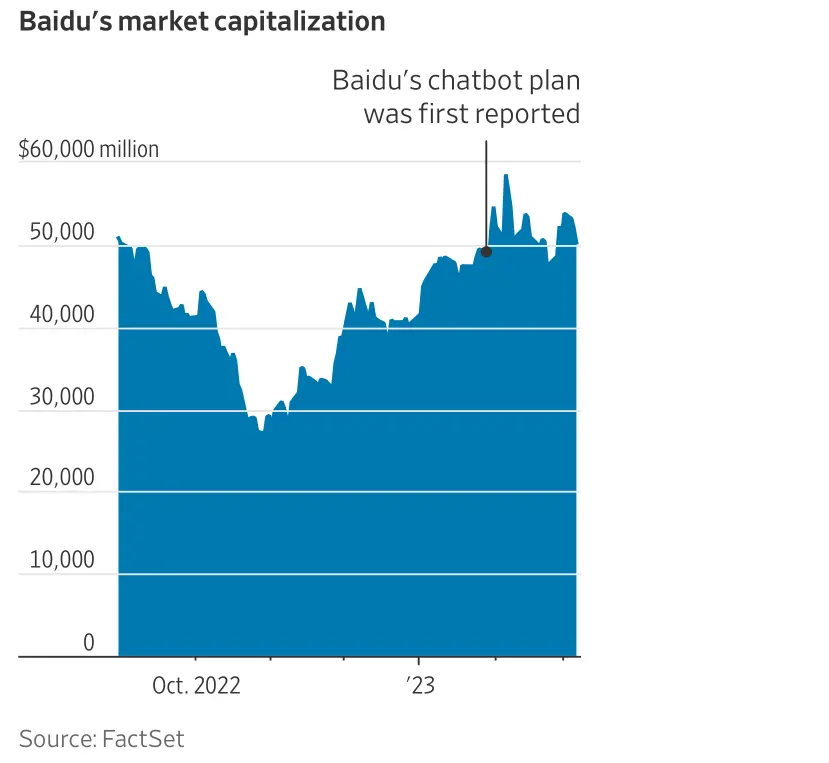 Baidu's market capitalization
Baidu's chatbot plan
was first reported
$60,000 million
50,000
40,000
30,000
20,000
10,000
0
Oct. 2022
'23
Source: FactSet